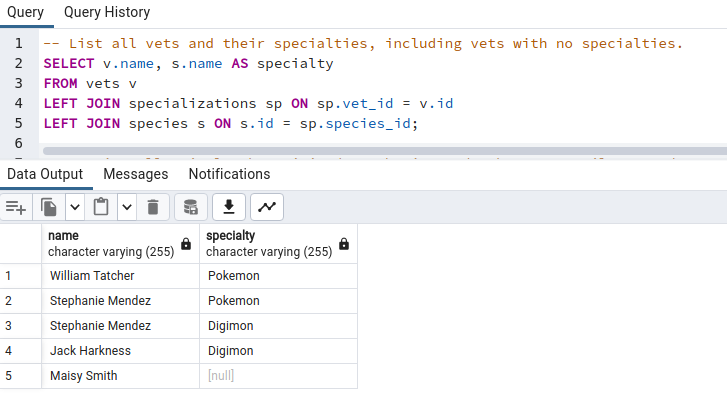 Query Query History
1 -- List all vets and their specialties, including vets with no specialties.
2 SELECT v.name, s.name AS specialty
3 FROM vets v
4 LEFT JOIN specializations sp ON sp.vet_id = v.id
5 LEFT JOIN species s ON s.id = sp.species_id;
6
Data Output Messages Notifications
name specialty
character varying (255) character varying (255)
1 William Tatcher Pokemon
2 Stephanie Mendez Pokemon
3 Stephanie Mendez Digimon
4 Jack Harkness Digimon
5 Maisy Smith [null]